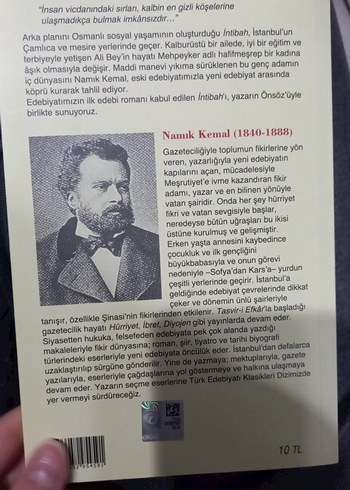 "İnsan vicdanındaki sırları, kalbin en gizli köşelerine
ulaşmadıkça bulmak imkânsızdır..."
Arka planını Osmanlı sosyal yaşamının oluşturduğu İntibah, İstanbul'un
Çamlıca ve mesire yerlerinde geçer. Kalburüstü bir ailede, iyi bir eğitim ve
terbiyeyle yetişen Ali Bey'in hayatı Mehpeyker adlı hafifmeşrep bir kadına
âşık olmasıyla değişir. Maddi manevi yıkıma sürüklenen bu genç adamın
iç dünyasını Namık Kemal, eski edebiyatımızla yeni edebiyat arasında
köprü kurarak tahlil ediyor.
Edebiyatımızın ilk edebi romanı kabul edilen İntibah'ı, yazarın Önsöz'üyle
birlikte sunuyoruz.
Namık Kemal (1840-1888)
Gazeteciliğiyle toplumun fikirlerine yön
veren, yazarlığıyla yeni edebiyatın
kapılarını açan, mücadelesiyle
Meşrutiyet'e ivme kazandıran fikir
adamı, yazar ve en bilinen yönüyle
vatan şairidir. Onda her şey hürriyet
fikri ve vatan sevgisiyle başlar,
neredeyse bütün uğraşları bu ikisi
üstüne kurulmuş ve gelişmiştir.
Erken yaşta annesini kaybedince
çocukluk ve ilk gençliğini
büyükbabasıyla ve onun görevi
nedeniyle –Sofya'dan Kars'a– yurdun
çeşitli yerlerinde geçirir. İstanbul'a
geldiğinde edebiyat çevrelerinde dikkat
çeker ve dönemin ünlü şairleriyle
tanışır, özellikle Şinasi'nin fikirlerinden etkilenir. Tasvir-i Efkâr'la başladığı
gazetecilik hayatı Hürriyet, İbret, Diyojen gibi yayınlarda devam eder.
Siyasetten hukuka, felsefeden edebiyata pek çok alanda yazdığı
makaleleriyle fikir dünyasına; roman, şiir, tiyatro ve tarihi biyografi
türlerindeki eserleriyle yeni edebiyata öncülük eder. İstanbul'dan defalarca
uzaklaştırılıp sürgüne gönderilir. Yine de yazmaya; mektuplarıyla, gazete
yazılarıyla, eserleriyle çağdaşlarına yol göstermeye ve halkına ulaşmaya
devam eder. Yazarın seçme eserlerine Türk Edebiyatı Klasikleri Dizimizde
yer vermeyi sürdüreceğiz.
10 TL